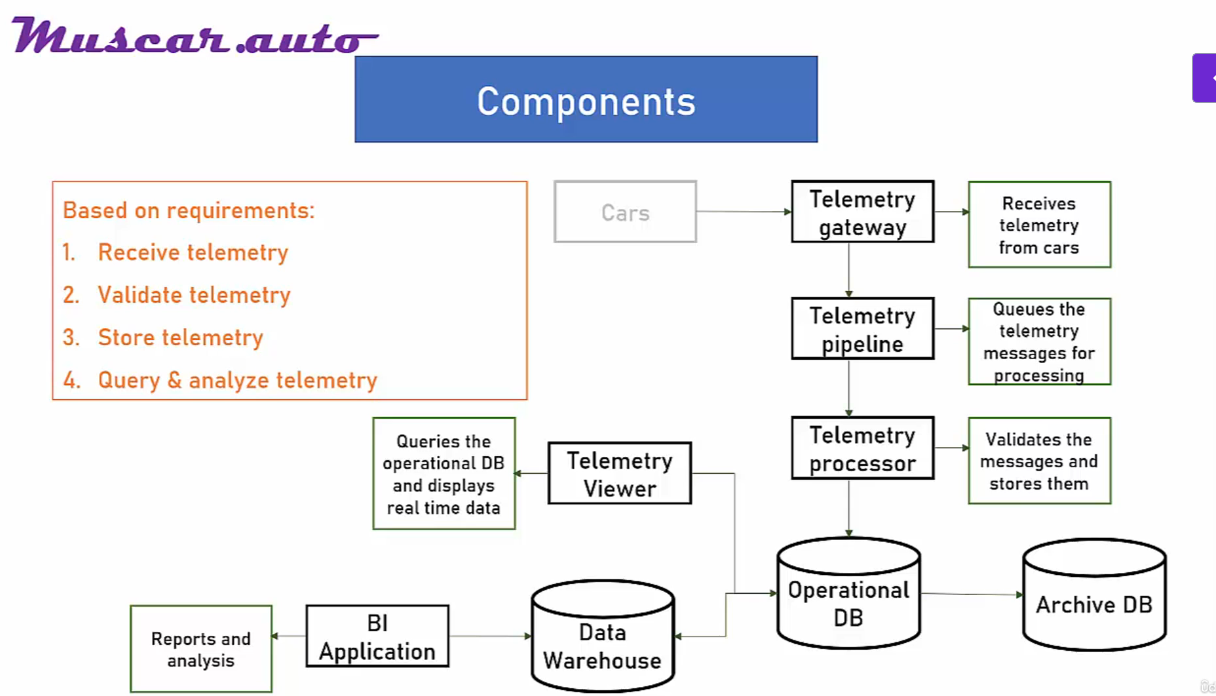 Muscar.auto
Components
Based on requirements:
1. Receive telemetry
2. Validate telemetry
3. Store telemetry
4. Query & analyze telemetry
Cars
Telemetry
gateway
Receives
telemetry
from cars
Telemetry
pipeline
Queues the
telemetry
messages for
processing
Telemetry
processor
Validates the
messages and
stores them
Queries the
operational DB
and displays
real time data
Telemetry
Viewer
Operational
DB
Archive DB
Reports and
analysis
BI
Application
Data
Warehouse